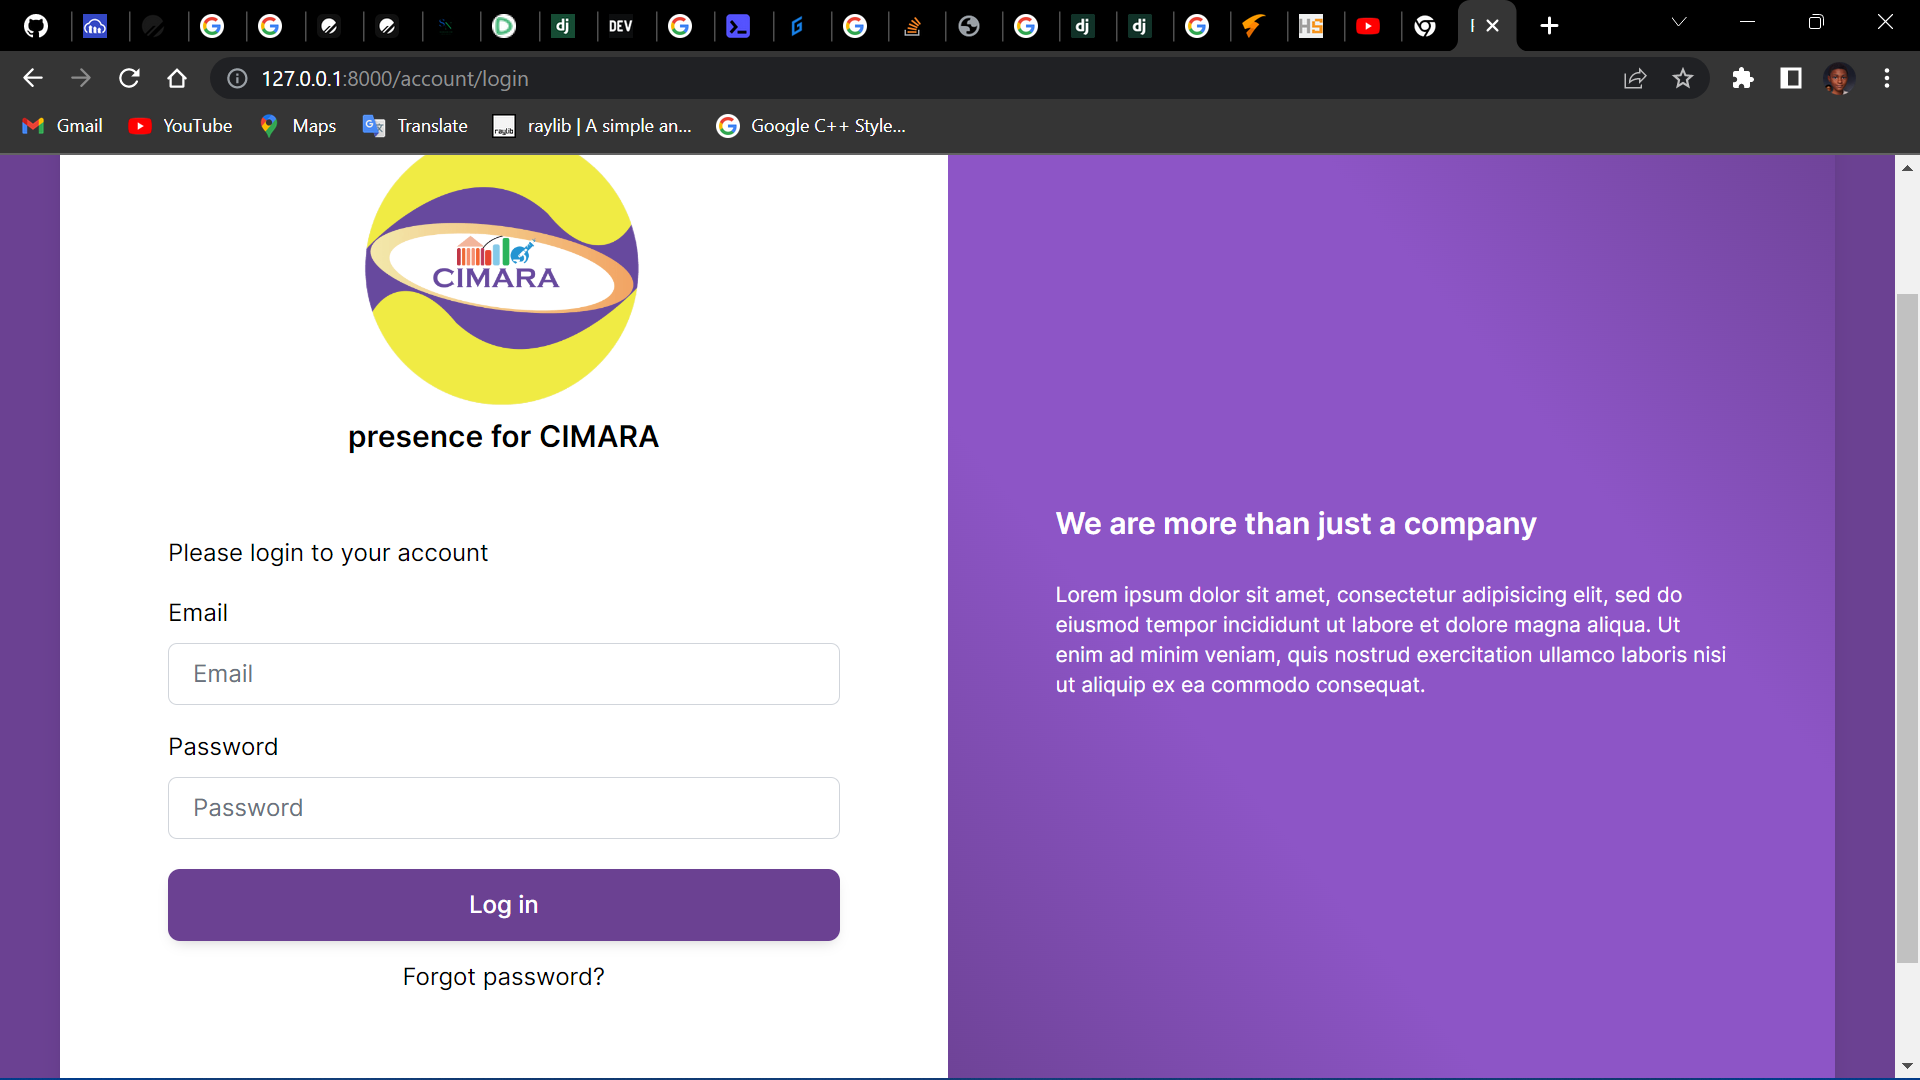 dj
DEV
dj
dj
HS
127.0.0.1:8000/account/login
Gmail
YouTube
Maps
Translate
raylib
raylib | A simple an...
Google C++ Style...
CIMARA
presence for CIMARA
Please login to your account
Email
Email
Password
Password
Log in
Forgot password?
We are more than just a company
Lorem ipsum dolor sit amet, consectetur adipisicing elit, sed do
eiusmod tempor incididunt ut labore et dolore magna aliqua. Ut
enim ad minim veniam, quis nostrud exercitation ullamco laboris nisi
ut aliquip ex ea commodo consequat.